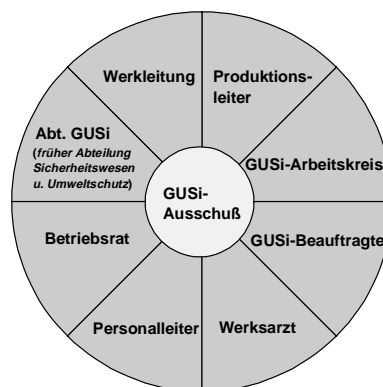 Werkleitung
Produktions-
leiter
Abt. GUSi
(früher Abteilung
Sicherheitswesen
u. Umweltschutz)
GUSi-Arbeitskreis
GUSi-
Ausschuß
Betriebsrat
GUSi-Beauftragte
Personalleiter
Werksarzt